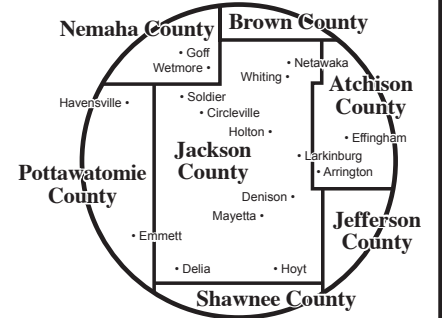 Nemaha County
Brown County
Goff
Wetmore
Netawaka
Whiting
Atchison
County
Havensville
Soldier
Circleville
Holton
Effingham
Jackson
County
Larkinburg
Arrington
Pottawatomie
County
Denison
Mayetta
Jefferson
County
Emmett
Delia
Hoyt
Shawnee County